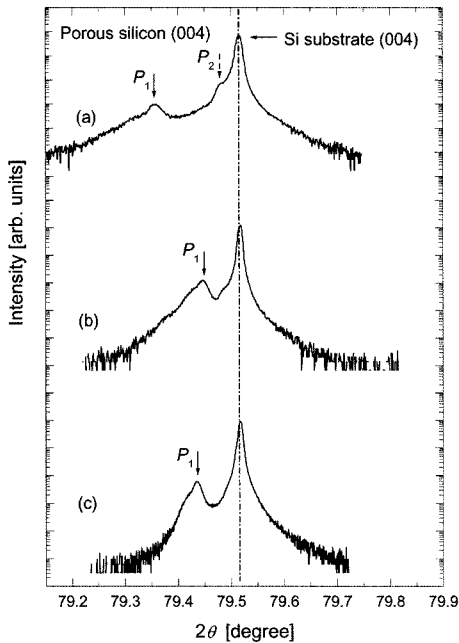 Porous silicon (004)
Si substrate (004)
P₁
P₂
(a)
P₁
(b)
P₁
(c)
Intensity [arb. units]
79.2 79.3 79.4 79.5 79.6 79.7 79.8 79.9
2θ [degree]